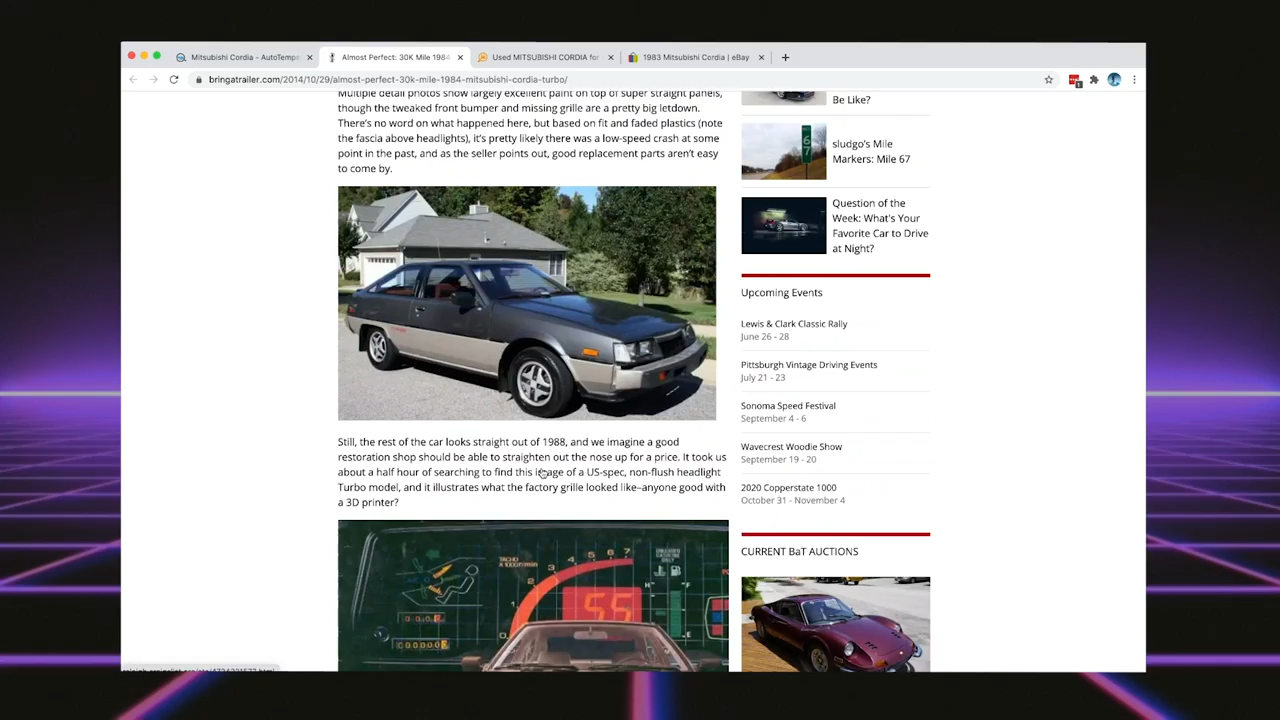 Mitsubishi Cordia - AutoTemp
Almost Perfect: 30K Mile 1984
Used MITSUBISHI CORDIA for
1983 Mitsubishi Cordia | eBay
bringatrailer.com/2014/10/29/almost-perfect-30k-mile-1984-mitsubishi-cordia-turbo/
Multiple detail photos show largely excellent paint on top of super straight panels,
though the tweaked front bumper and missing grille are a pretty big letdown.
There's no word on what happened here, but based on fit and faded plastics (note
the fascia above headlights), it's pretty likely there was a low-speed crash at some
point in the past, and as the seller points out, good replacement parts aren't easy
to come by.
Still, the rest of the car looks straight out of 1988, and we imagine a good
restoration shop should be able to straighten out the nose up for a price. It took us
about a half hour of searching to find this image of a US-spec, non-flush headlight
Turbo model, and it illustrates what the factory grille looked like–anyone good with
a 3D printer?
TACHO
1 2 3 4 5 6 7
55
0
H
F
Be Like?
67
sludgo's Mile
Markers: Mile 67
Question of the
Week: What's Your
Favorite Car to Drive
at Night?
Upcoming Events
Lewis & Clark Classic Rally
June 26 - 28
Pittsburgh Vintage Driving Events
July 21 - 23
Sonoma Speed Festival
September 4 - 6
Wavecrest Woodie Show
September 19 - 20
2020 Copperstate 1000
October 31 - November 4
CURRENT BaT AUCTIONS